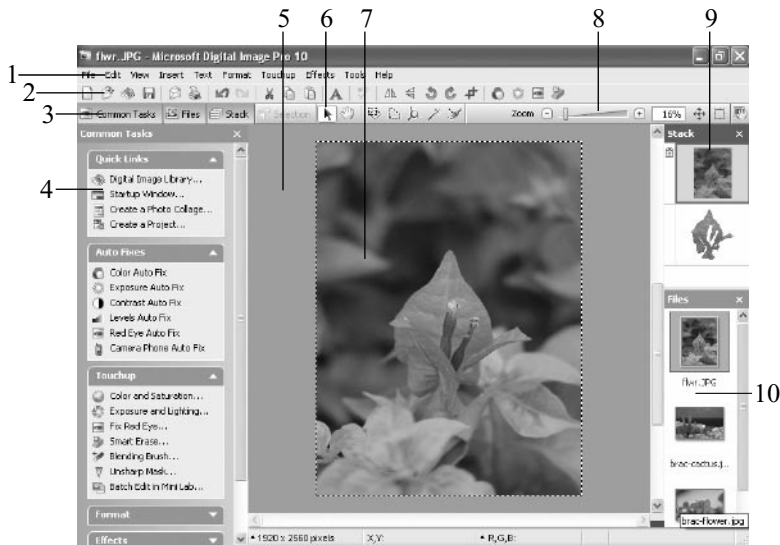 5 6 7 8 9
flwr.JPG - Microsoft Digital Image Pro 10
1
File Edit View Insert Text Format Touchup Effects Tools Help
2
3
Common Tasks Files Stack Selection
Zoom 16%
Common Tasks
Stack
Quick Links
4
Digital Image Library...
Startup Window...
Create a Photo Collage...
Create a Project...
Auto Fixes
Color Auto Fix
Exposure Auto Fix
Contrast Auto Fix
Levels Auto Fix
Red Eye Auto Fix
Camera Phone Auto Fix
Touchup
Color and Saturation...
Exposure and Lighting...
Fix Red Eye...
Smart Erase...
Blending Brush...
Unsharp Mask...
Batch Edit in Mini Lab...
Format
Effects
Files
flwr.JPG
10
brac-cactus.j...
brac-flower.jpg
1920 x 2560 pixels X,Y: R,G,B: